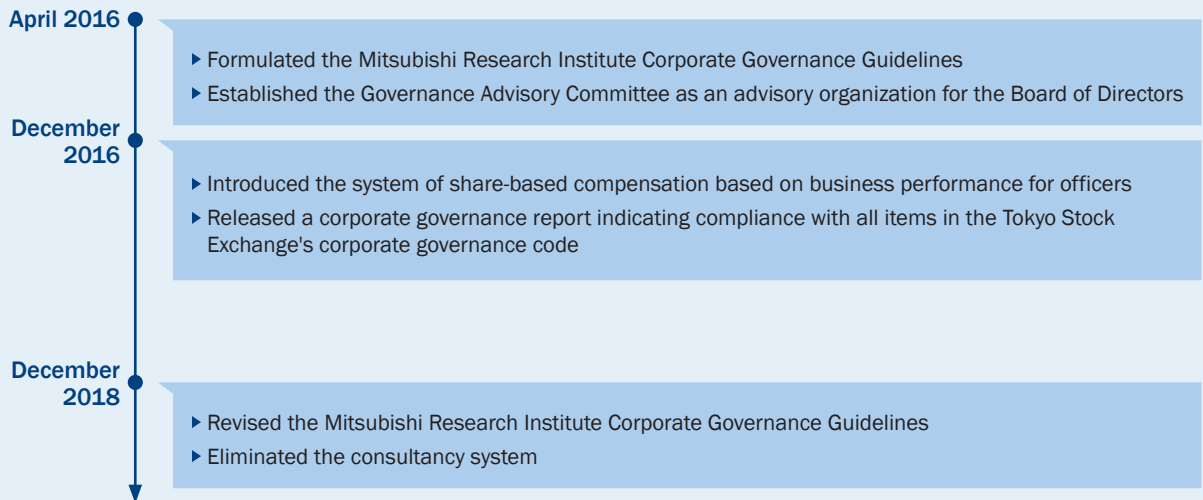 April 2016
Formulated the Mitsubishi Research Institute Corporate Governance Guidelines
Established the Governance Advisory Committee as an advisory organization for the Board of Directors
December
2016
Introduced the system of share-based compensation based on business performance for officers
Released a corporate governance report indicating compliance with all items in the Tokyo Stock
Exchange's corporate governance code
December
2018
Revised the Mitsubishi Research Institute Corporate Governance Guidelines
Eliminated the consultancy system